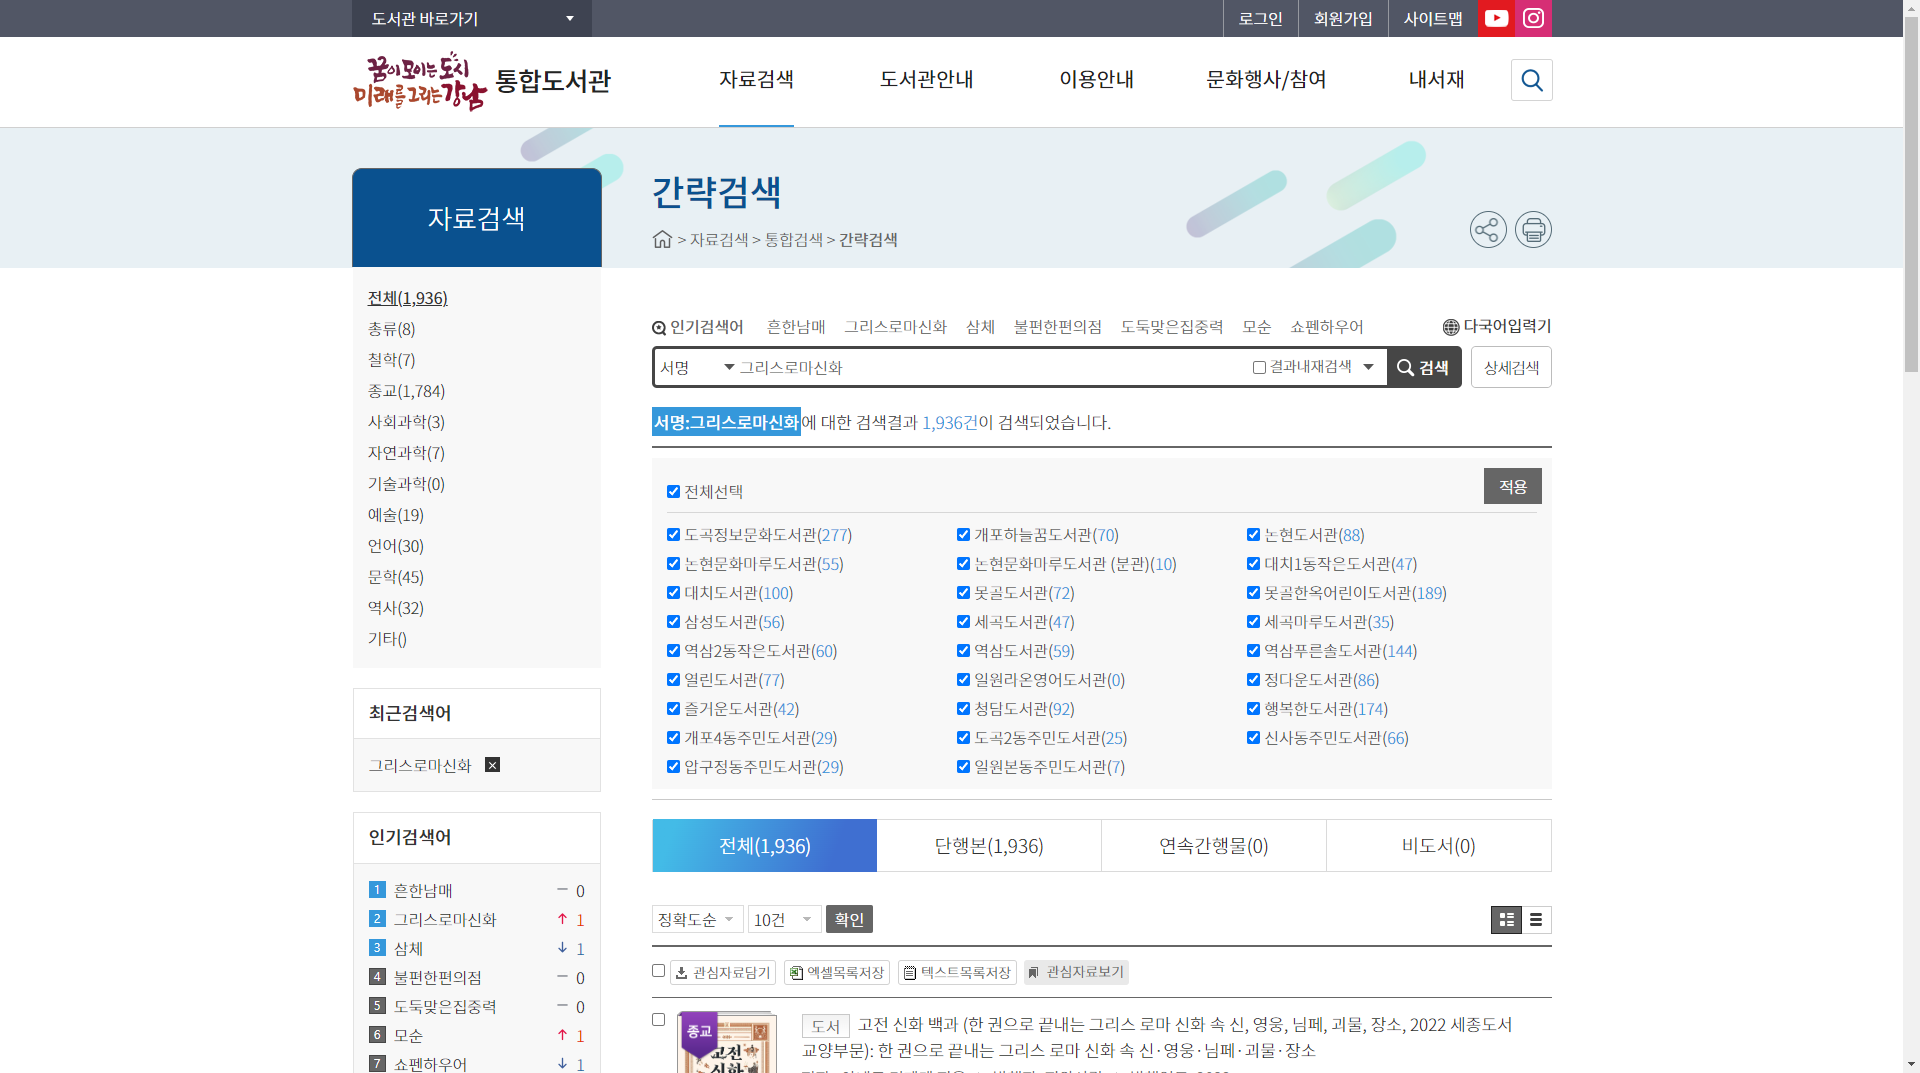 도서관 바로가기
로그인 회원가입 사이트맵
꿈이 모이는 도시
미래를 그리는 강남
통합도서관
자료검색 도서관안내 이용안내 문화행사/참여 내서재
자료검색
간략검색
> 자료검색 > 통합검색 > 간략검색
전체(1,936)
총류(8)
철학(7)
종교(1,784)
사회과학(3)
자연과학(7)
기술과학(0)
예술(19)
언어(30)
문학(45)
역사(32)
기타()
최근검색어
그리스로마신화
인기검색어
1 흔한남매 0
2 그리스로마신화 1
3 삼체 1
4 불편한편의점 0
5 도둑맞은집중력 0
6 모순 1
7 쇼펜하우어 1
인기검색어 흔한남매 그리스로마신화 삼체 불편한편의점 도둑맞은집중력 모순 쇼펜하우어 다국어입력기
서명 그리스로마신화 결과내재검색 검색 상세검색
서명:그리스로마신화에 대한 검색결과 1,936건이 검색되었습니다.
전체선택 적용
도곡정보문화도서관(277) 개포하늘꿈도서관(70) 논현도서관(88)
논현문화마루도서관(55) 논현문화마루도서관 (분관)(10) 대치1동작은도서관(47)
대치도서관(100) 못골도서관(72) 못골한옥어린이도서관(189)
삼성도서관(56) 세곡도서관(47) 세곡마루도서관(35)
역삼2동작은도서관(60) 역삼도서관(59) 역삼푸른솔도서관(144)
열린도서관(77) 일원라온영어도서관(0) 정다운도서관(86)
즐거운도서관(42) 청담도서관(92) 행복한도서관(174)
개포4동주민도서관(29) 도곡2동주민도서관(25) 신사동주민도서관(66)
압구정동주민도서관(29) 일원본동주민도서관(7)
전체(1,936) 단행본(1,936) 연속간행물(0) 비도서(0)
정확도순 10건 확인
관심자료담기 엑셀목록저장 텍스트목록저장 관심자료보기
종교
고전
도서 고전 신화 백과 (한 권으로 끝내는 그리스 로마 신화 속 신, 영웅, 님페, 괴물, 장소, 2022 세종도서
교양부문): 한 권으로 끝내는 그리스 로마 신화 속 신·영웅·님페·괴물·장소